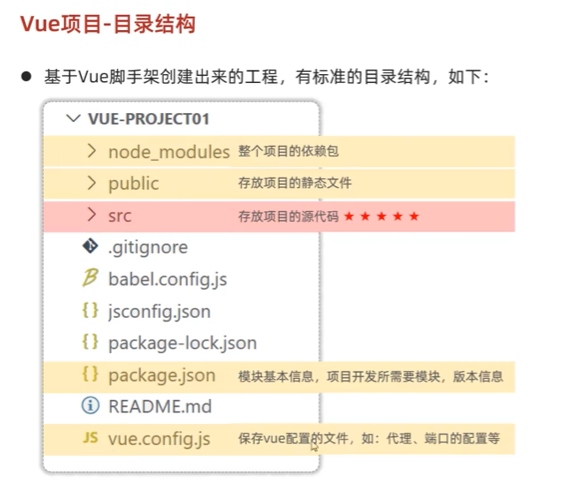 Vue项目-目录结构
● 基于Vue脚手架创建出来的工程，有标准的目录结构，如下：
VUE-PROJECT01
node_modules 整个项目的依赖包
public 存放项目的静态文件
src 存放项目的源代码 ★ ★ ★ ★ ★
.gitignore
babel.config.js
jsconfig.json
package-lock.json
package.json 模块基本信息，项目开发所需要模块，版本信息
README.md
JS vue.config.js 保存vue配置的文件，如：代理、端口的配置等